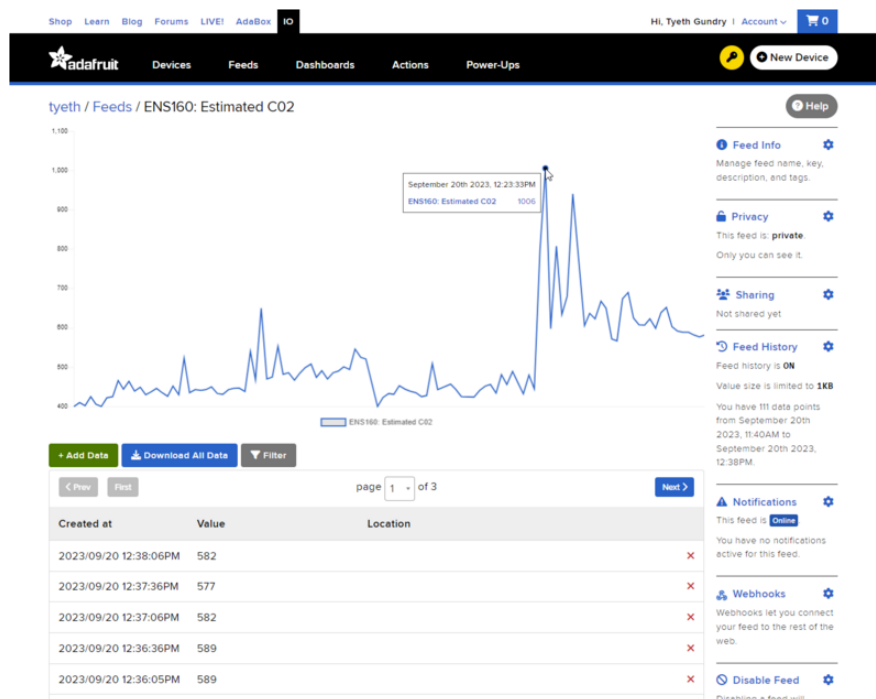 Shop Learn Blog Forums LIVE! AdaBox IO
Hi, Tyeth Gundry | Account 0
adafruit Devices Feeds Dashboards Actions Power-Ups
New Device
tyeth / Feeds / ENS160: Estimated C02
Help
1,100
1,000
900
800
700
600
500
400
September 20th 2023, 12:23:33PM
ENS160: Estimated C02 1006
ENS160: Estimated C02
+ Add Data Download All Data Filter
< Prev First page 1 of 3 Next >
Created at Value Location
2023/09/20 12:38:06PM 582 ×
2023/09/20 12:37:36PM 577 ×
2023/09/20 12:37:06PM 582 ×
2023/09/20 12:36:36PM 589 ×
2023/09/20 12:36:05PM 589 ×
Feed Info
Manage feed name, key,
description, and tags.
Privacy
This feed is: private.
Only you can see it.
Sharing
Not shared yet
Feed History
Feed history is ON
Value size is limited to 1KB
You have 111 data points
from September 20th
2023, 11:40AM to
September 20th 2023,
12:38PM.
Notifications
This feed is Online.
You have no notifications
active for this feed.
Webhooks
Webhooks let you connect
your feed to the rest of the
web.
Disable Feed
Disabling a feed will